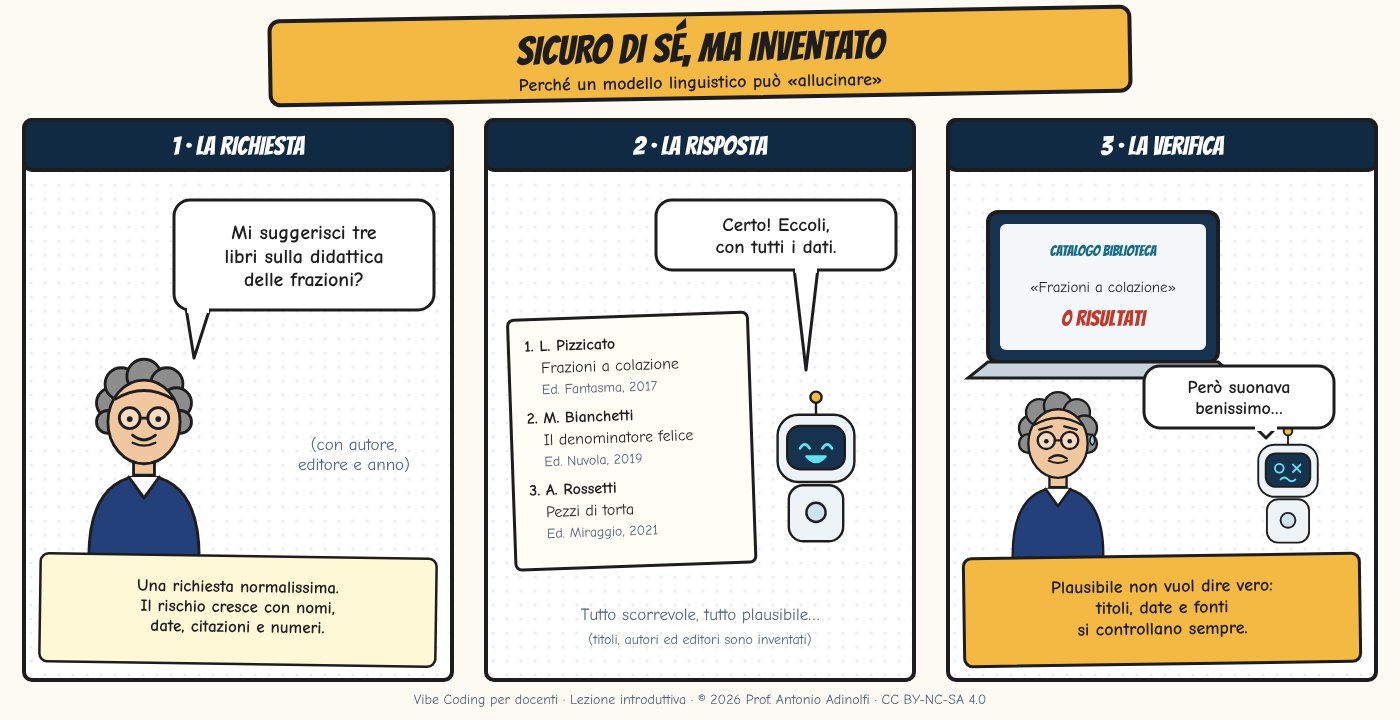 SICURO DI SÉ, MA INVENTATO
Perché un modello linguistico può «allucinare»
1 · LA RICHIESTA
Mi suggerisci tre
libri sulla didattica
delle frazioni?
(con autore,
editore e anno)
Una richiesta normalissima.
Il rischio cresce con nomi,
date, citazioni e numeri.
2 · LA RISPOSTA
Certo! Eccoli,
con tutti i dati.
1. L. Pizzicato
Frazioni a colazione
Ed. Fantasma, 2017
2. M. Bianchetti
Il denominatore felice
Ed. Nuvola, 2019
3. A. Rossetti
Pezzi di torta
Ed. Miraggio, 2021
Tutto scorrevole, tutto plausibile...
(titoli, autori ed editori sono inventati)
3 · LA VERIFICA
CATALOGO BIBLIOTECA
«Frazioni a colazione»
0 RISULTATI
Però suonava
benissimo...
Plausibile non vuol dire vero:
titoli, date e fonti
si controllano sempre.
Vibe Coding per docenti · Lezione introduttiva · © 2026 Prof. Antonio Adinolfi · CC BY-NC-SA 4.0